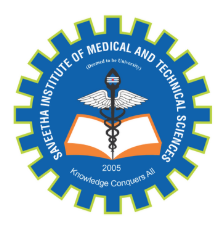 SAVEETHA INSTITUTE OF MEDICAL AND TECHNICAL SCIENCES
(Deemed to be University)
2005
Knowledge Conquers All